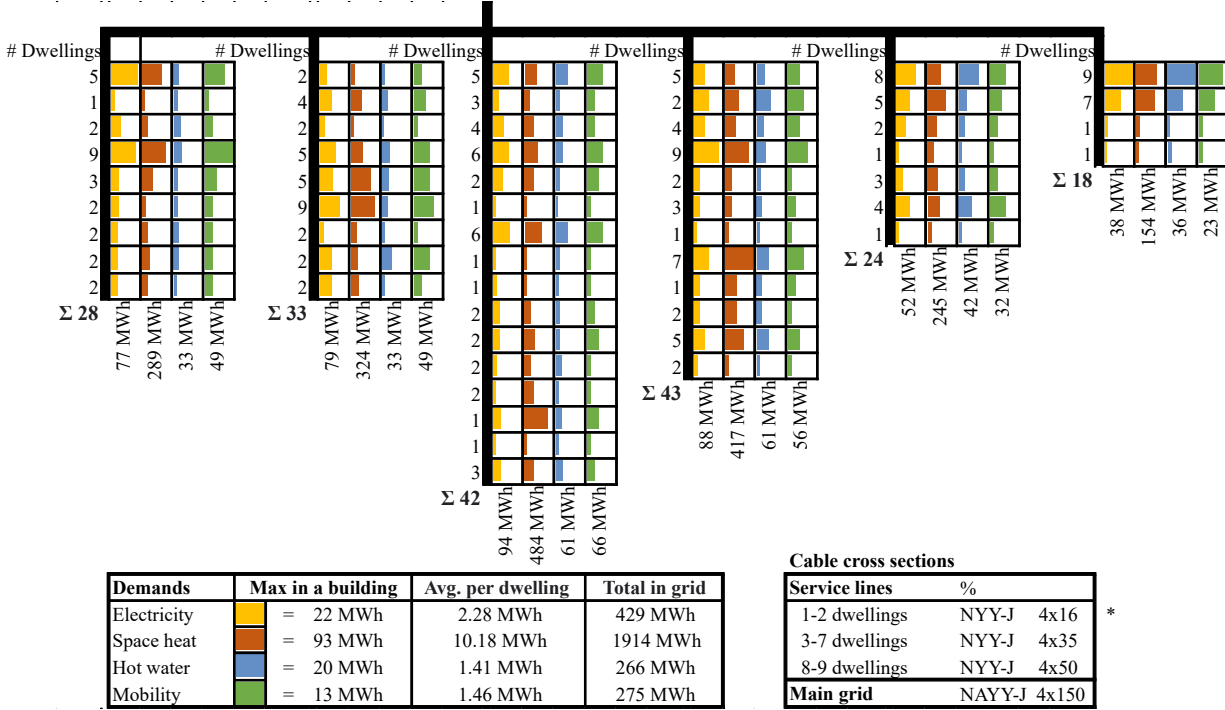 # Dwellings # Dwellings # Dwellings # Dwellings # Dwellings # Dwellings
5 2 5 5 8 9
1 4 3 2 5 7
2 2 4 4 2 1
9 5 6 9 1 1
3 5 2 2 3
Σ 18
2 9 1 3 4
2 2 6 1 1
2 2 1 7
Σ 24
2 2 1 1
Σ 28
Σ 33
2 2
2 5
2 2
Σ 43
2
1
1
3
Σ 42
77 MWh 289 MWh 33 MWh 49 MWh
79 MWh 324 MWh 33 MWh 49 MWh
94 MWh 484 MWh 61 MWh 66 MWh
88 MWh 417 MWh 61 MWh 56 MWh
52 MWh 245 MWh 42 MWh 32 MWh
38 MWh 154 MWh 36 MWh 23 MWh
Demands Max in a building Avg. per dwelling Total in grid
Electricity = 22 MWh 2.28 MWh 429 MWh
Space heat = 93 MWh 10.18 MWh 1914 MWh
Hot water = 20 MWh 1.41 MWh 266 MWh
Mobility = 13 MWh 1.46 MWh 275 MWh
Cable cross sections
Service lines %
1-2 dwellings NYY-J 4x16 *
3-7 dwellings NYY-J 4x35
8-9 dwellings NYY-J 4x50
Main grid NAYY-J 4x150